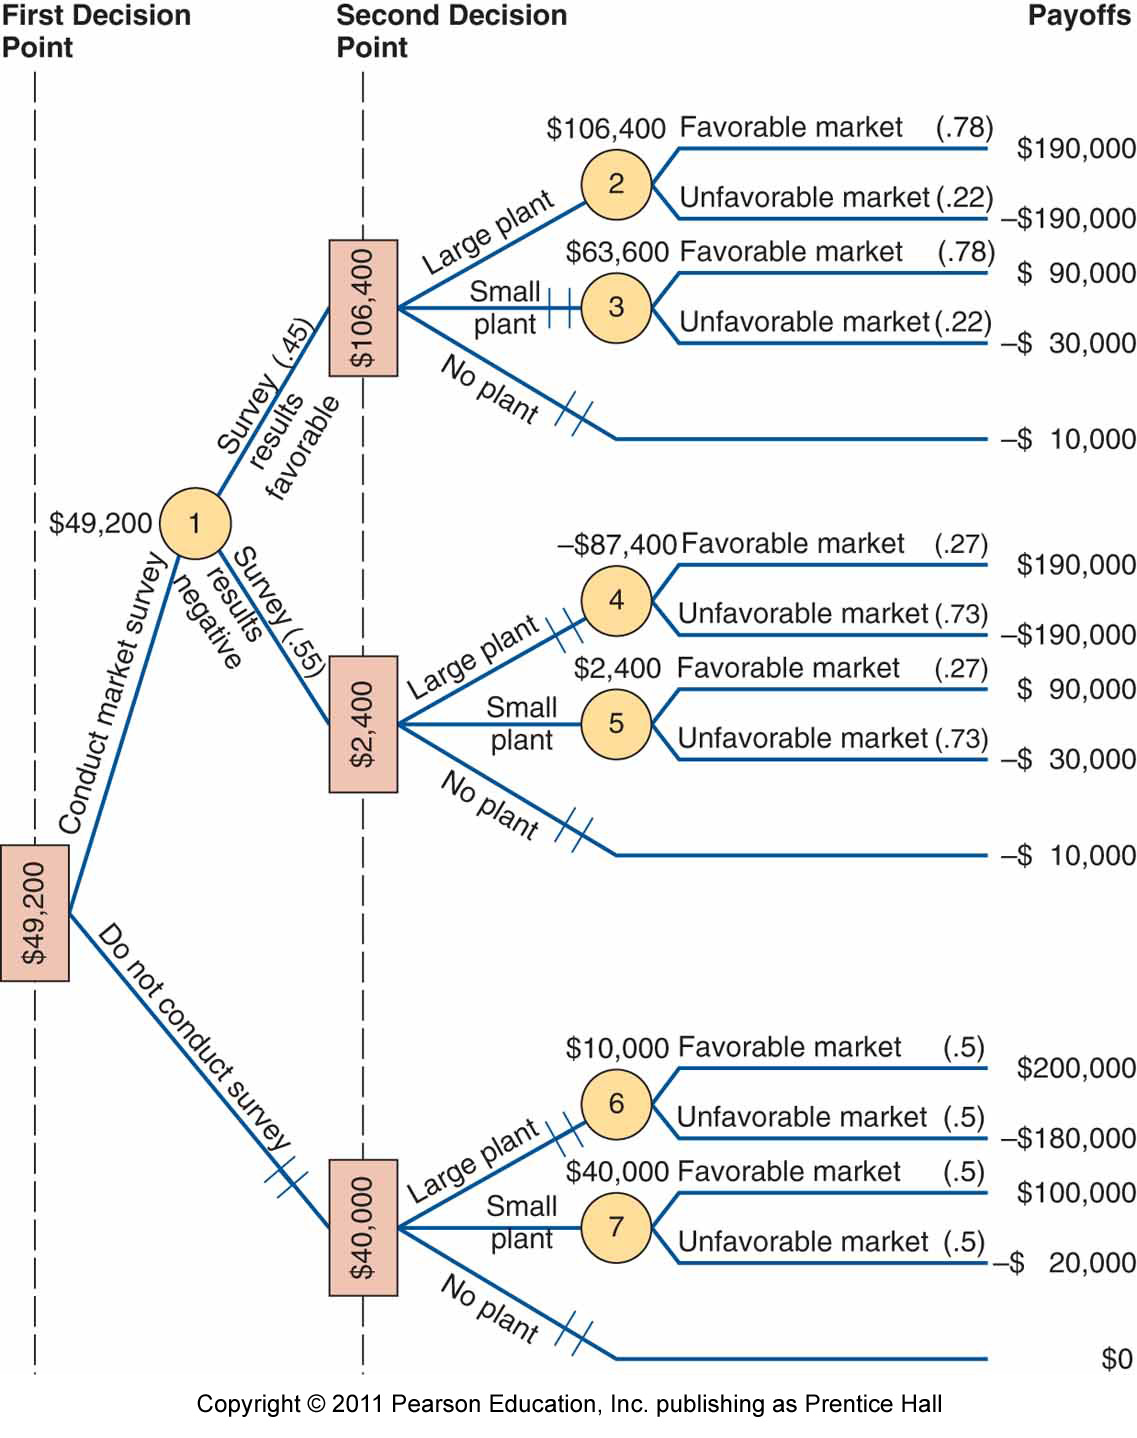 First Decision Point
Second Decision Point
Payoffs
$106,400 Favorable market (.78)
$190,000
2
Unfavorable market (.22)
–$190,000
Large plant
$63,600 Favorable market (.78)
$ 90,000
Small plant
3
Unfavorable market (.22)
–$ 30,000
$106,400
No plant
–$ 10,000
Survey (.45) results favorable
$49,200
1
Survey (.55) results negative
–$87,400 Favorable market (.27)
$190,000
4
Unfavorable market (.73)
–$190,000
Large plant
$2,400 Favorable market (.27)
$ 90,000
Small plant
5
Unfavorable market (.73)
–$ 30,000
$2,400
No plant
–$ 10,000
Conduct market survey
$49,200
Do not conduct survey
$10,000 Favorable market (.5)
$200,000
6
Unfavorable market (.5)
–$180,000
Large plant
$40,000 Favorable market (.5)
$100,000
Small plant
7
Unfavorable market (.5)
–$ 20,000
$40,000
No plant
$0
Copyright © 2011 Pearson Education, Inc. publishing as Prentice Hall